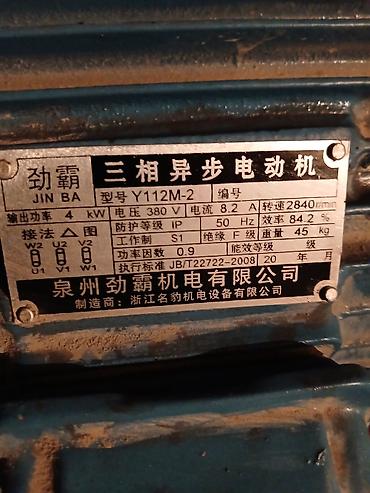 劲霸 三相异步电动机
JIN BA 型号 Y112M-2 编号
输出功率 4 kW 电压 380 V 电流 8.2 A 转速 2840 r/min
接法 △ 图 防护等级 IP 50 Hz 效率 84.2 %
W2 U2 V2 工作制 S1 绝缘 F 级 重量 45 kg
功率因数 0.9 能效等级 级
U1 V1 W1 执行标准 JB/T22722-2008 20 年 月
泉州劲霸机电有限公司
制造商：浙江名豹机电设备有限公司